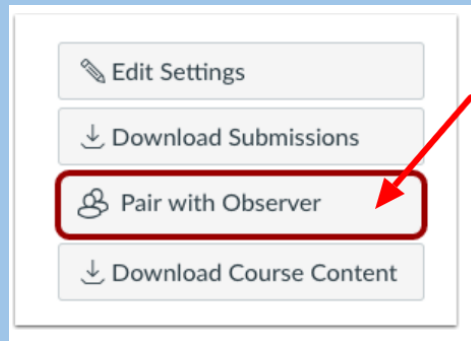 Edit Settings
Download Submissions
Pair with Observer
Download Course Content